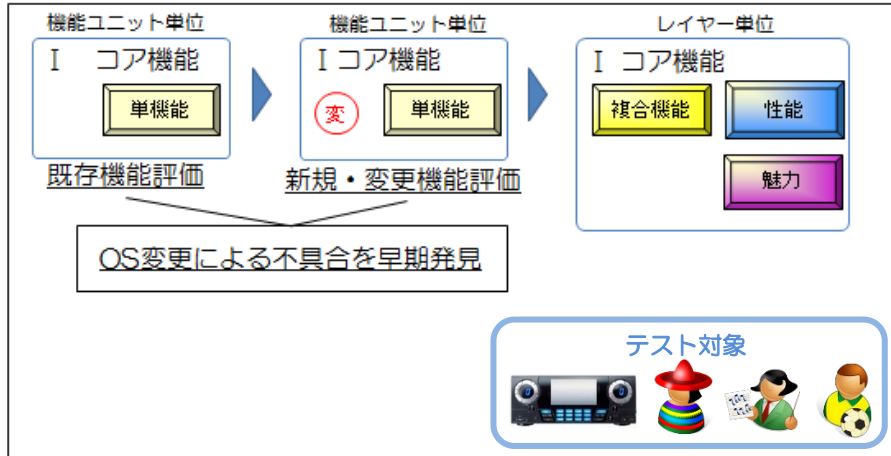 機能ユニット単位
Ⅰ コア機能
単機能
既存機能評価
機能ユニット単位
Ⅰ コア機能
変
単機能
新規・変更機能評価
レイヤー単位
Ⅰ コア機能
複合機能
性能
魅力
OS変更による不具合を早期発見
テスト対象